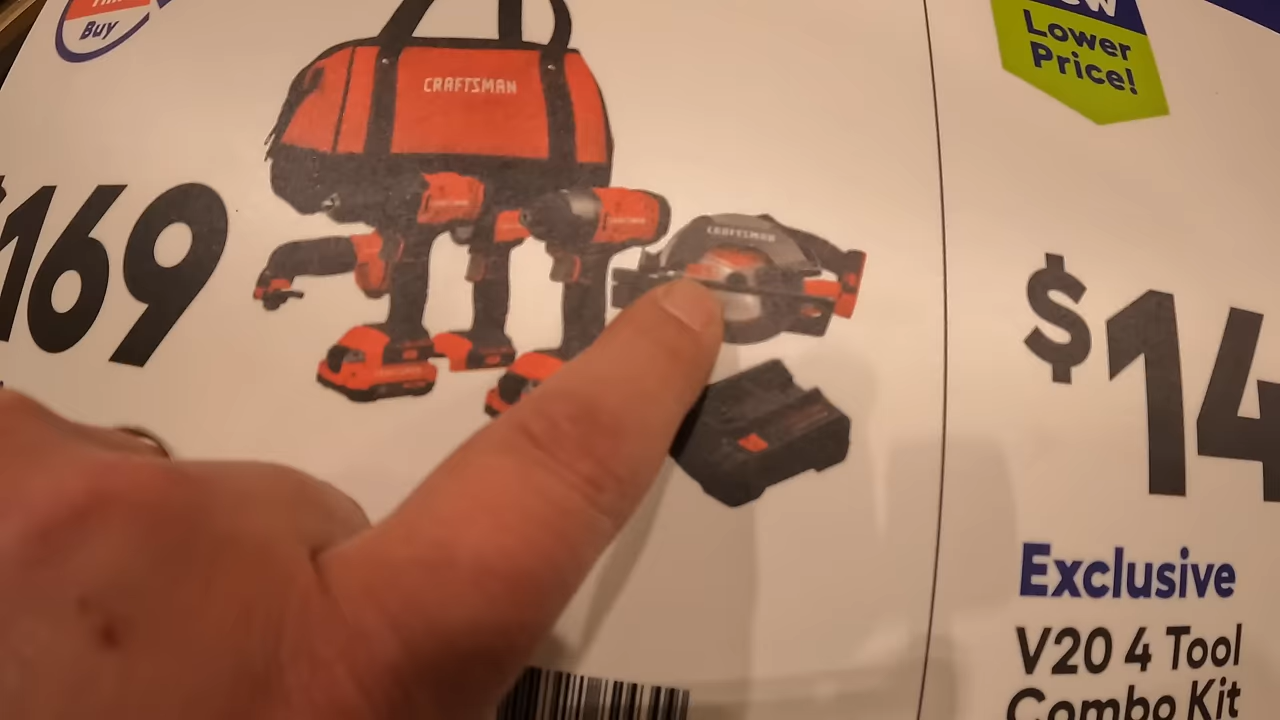 Buy
CRAFTSMAN
CRAFTSMAN
$169
Lower
Price!
$14
Exclusive
V20 4 Tool
Combo Kit